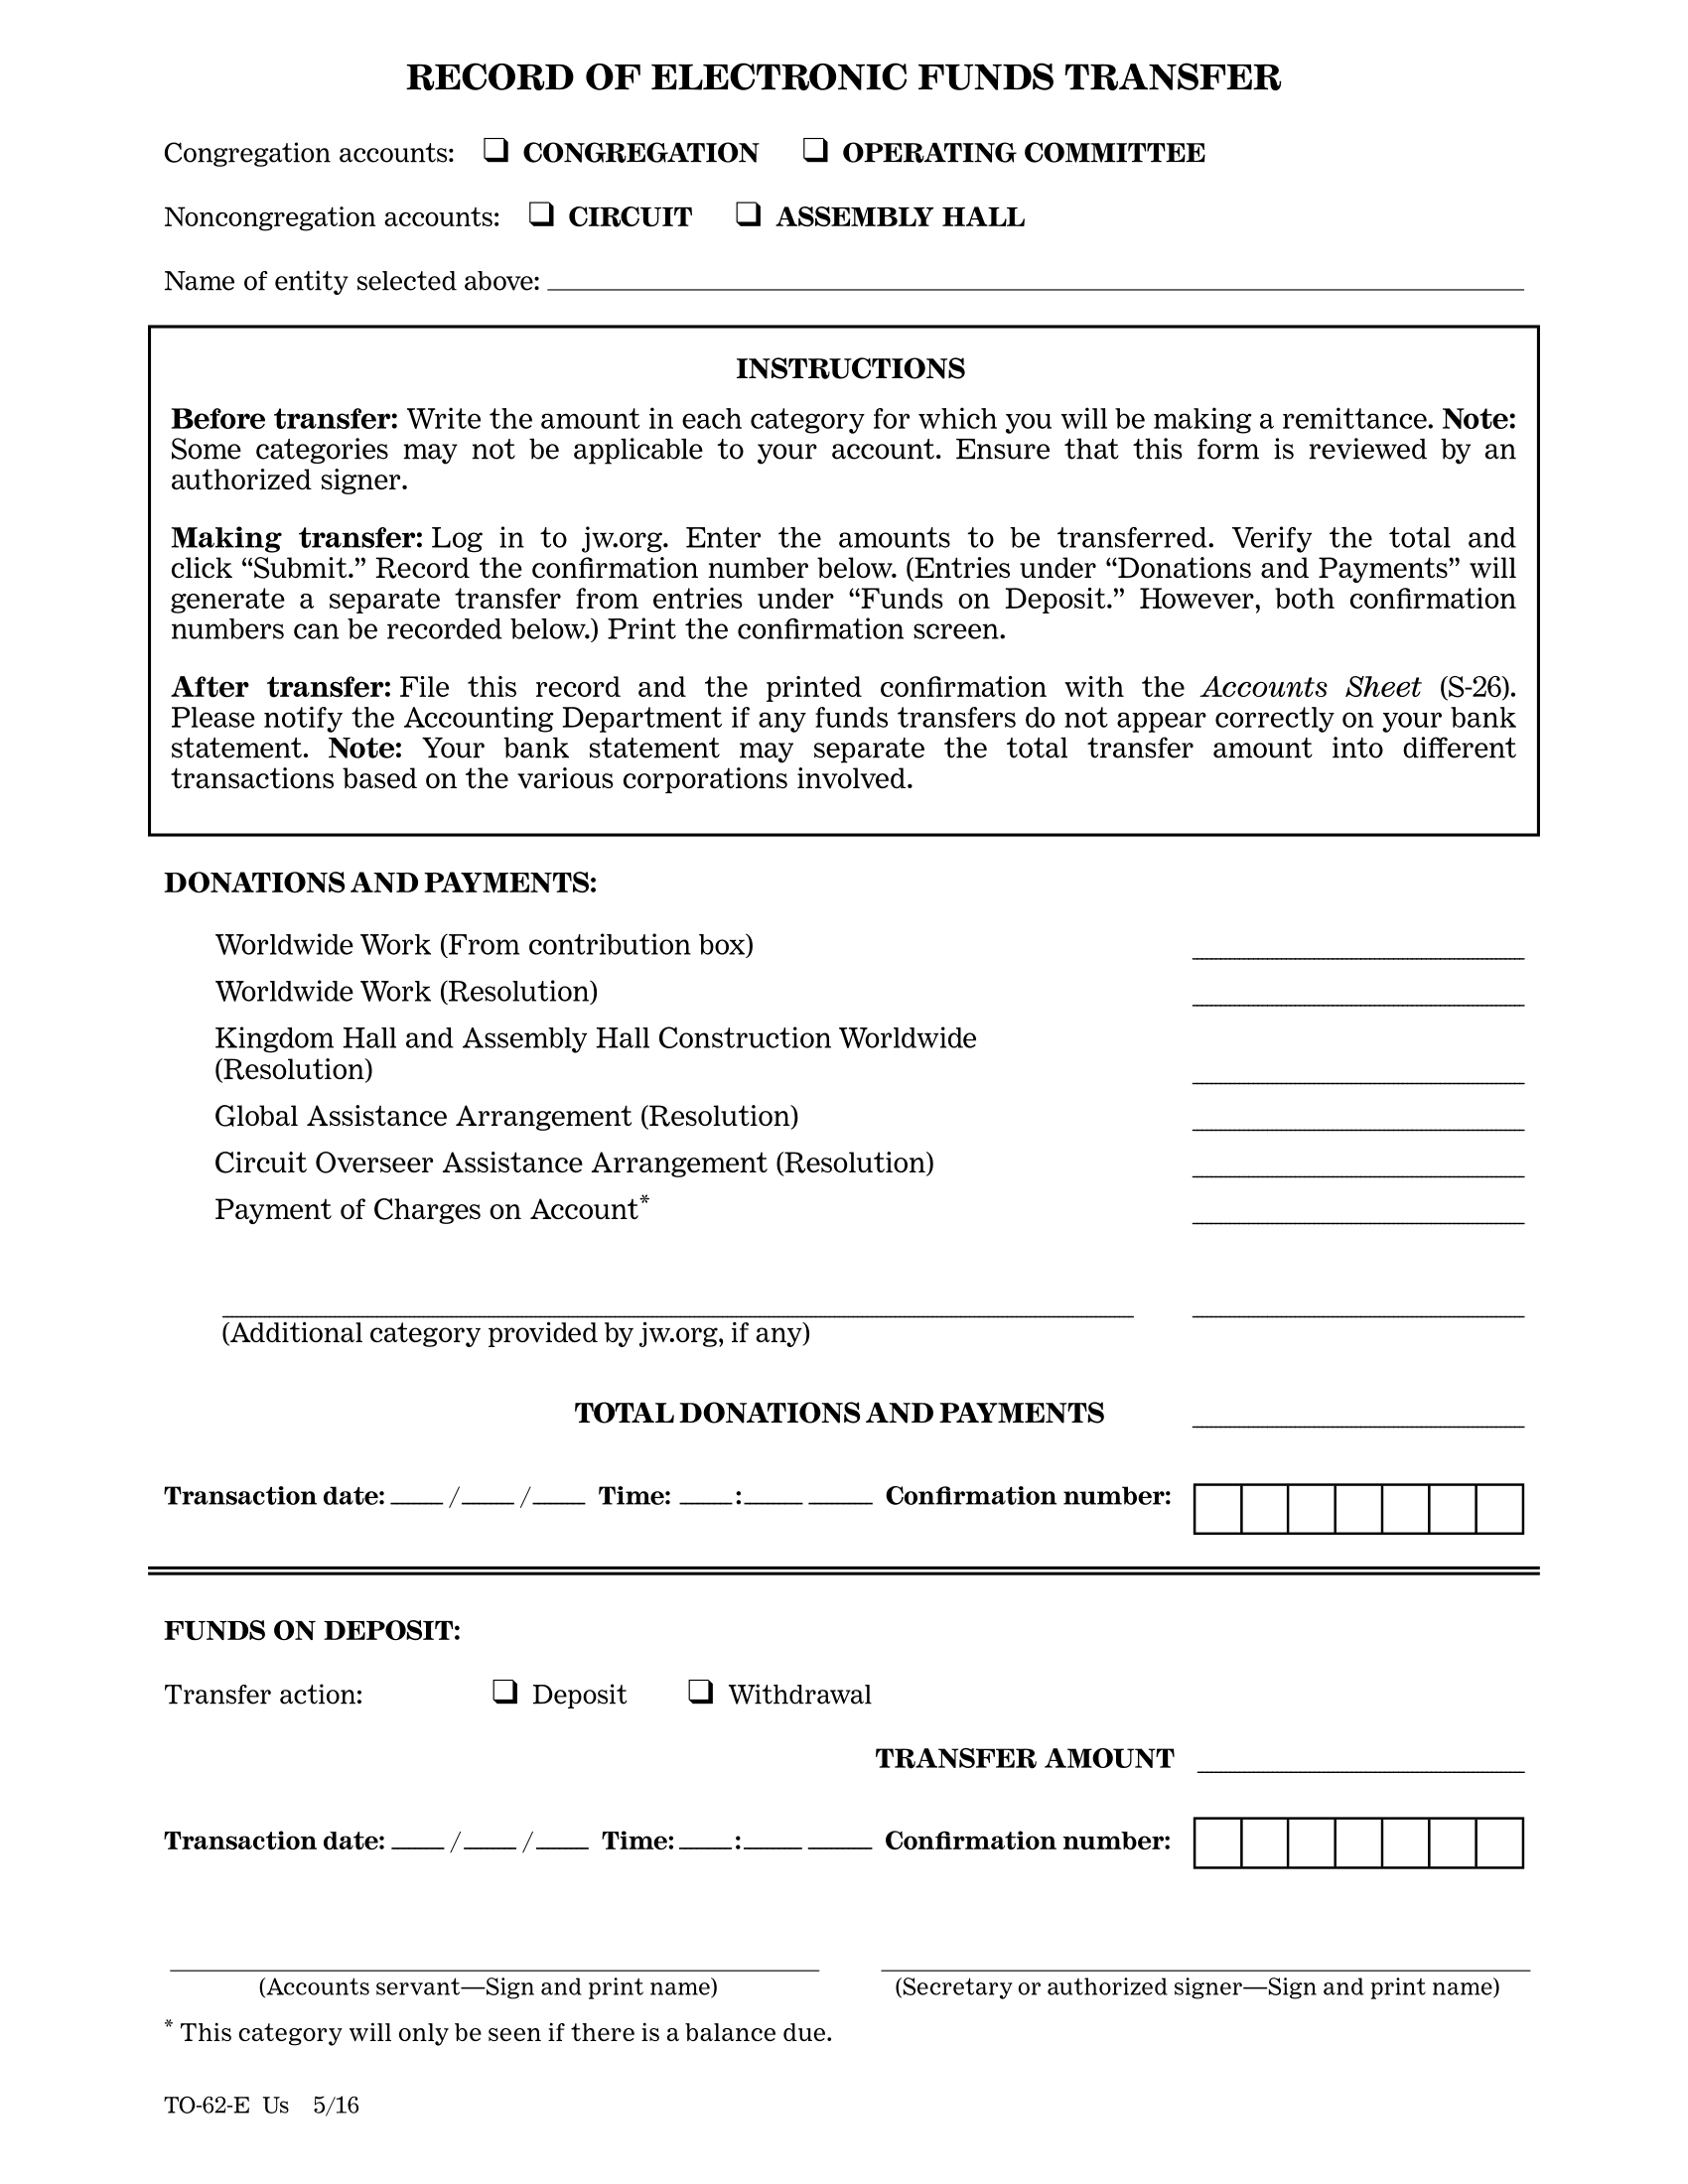 RECORD OF ELECTRONIC FUNDS TRANSFER
Congregation accounts: ❏ CONGREGATION ❏ OPERATING COMMITTEE
Noncongregation accounts: ❏ CIRCUIT ❏ ASSEMBLY HALL
Name of entity selected above:
INSTRUCTIONS
Before transfer: Write the amount in each category for which you will be making a remittance. Note:
Some categories may not be applicable to your account. Ensure that this form is reviewed by an
authorized signer.
Making transfer: Log in to jw.org. Enter the amounts to be transferred. Verify the total and
click “Submit.” Record the confirmation number below. (Entries under “Donations and Payments” will
generate a separate transfer from entries under “Funds on Deposit.” However, both confirmation
numbers can be recorded below.) Print the confirmation screen.
After transfer: File this record and the printed confirmation with the Accounts Sheet (S-26).
Please notify the Accounting Department if any funds transfers do not appear correctly on your bank
statement. Note: Your bank statement may separate the total transfer amount into different
transactions based on the various corporations involved.
DONATIONS AND PAYMENTS:
Worldwide Work (From contribution box)
Worldwide Work (Resolution)
Kingdom Hall and Assembly Hall Construction Worldwide
(Resolution)
Global Assistance Arrangement (Resolution)
Circuit Overseer Assistance Arrangement (Resolution)
Payment of Charges on Account*
(Additional category provided by jw.org, if any)
TOTAL DONATIONS AND PAYMENTS
Transaction date: ____ /____ /____ Time: ____:____ ____ Confirmation number:
FUNDS ON DEPOSIT:
Transfer action: ❏ Deposit ❏ Withdrawal
TRANSFER AMOUNT
Transaction date: ____ /____ /____ Time: ____:____ ____ Confirmation number:
(Accounts servant—Sign and print name) (Secretary or authorized signer—Sign and print name)
* This category will only be seen if there is a balance due.
TO-62-E Us 5/16